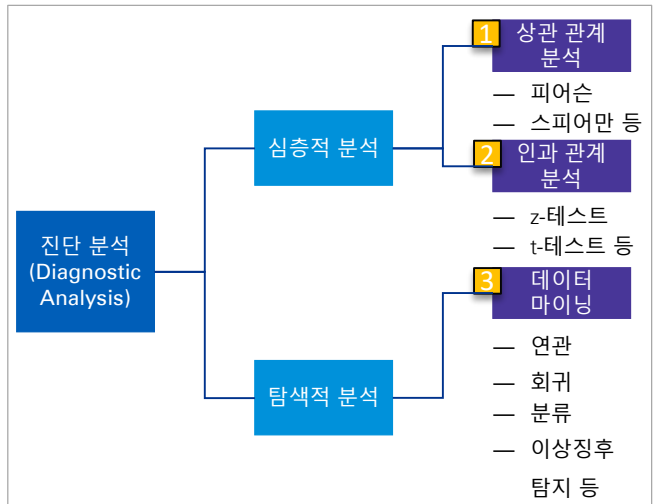 진단 분석
(Diagnostic
Analysis)
심층적 분석
1
상관 관계
분석
— 피어슨
— 스피어만 등
2
인과 관계
분석
— z-테스트
— t-테스트 등
탐색적 분석
3
데이터
마이닝
— 연관
— 회귀
— 분류
— 이상징후
탐지 등